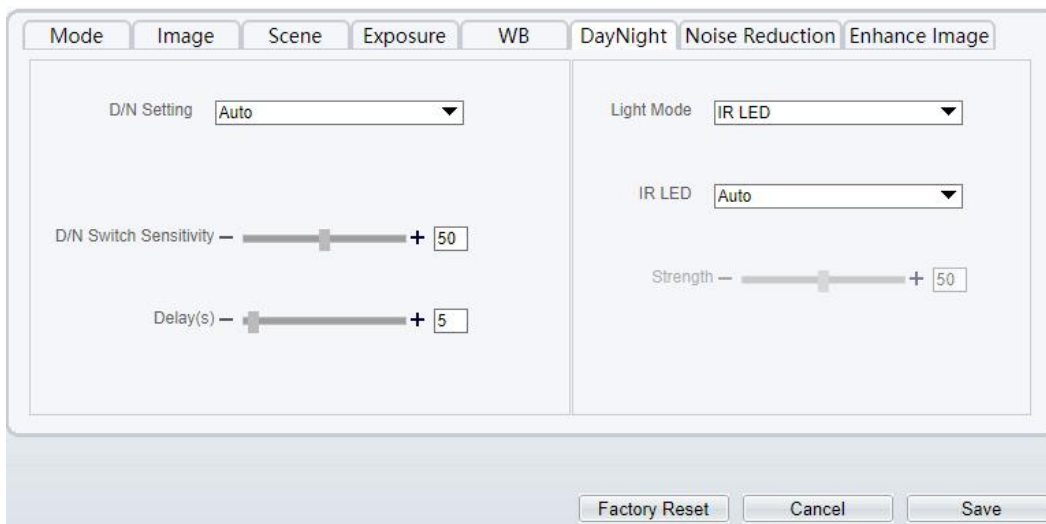 Mode Image Scene Exposure WB DayNight Noise Reduction Enhance Image
D/N Setting Auto
D/N Switch Sensitivity − + 50
Delay(s) − + 5
Light Mode IR LED
IR LED Auto
Strength − + 50
Factory Reset Cancel Save